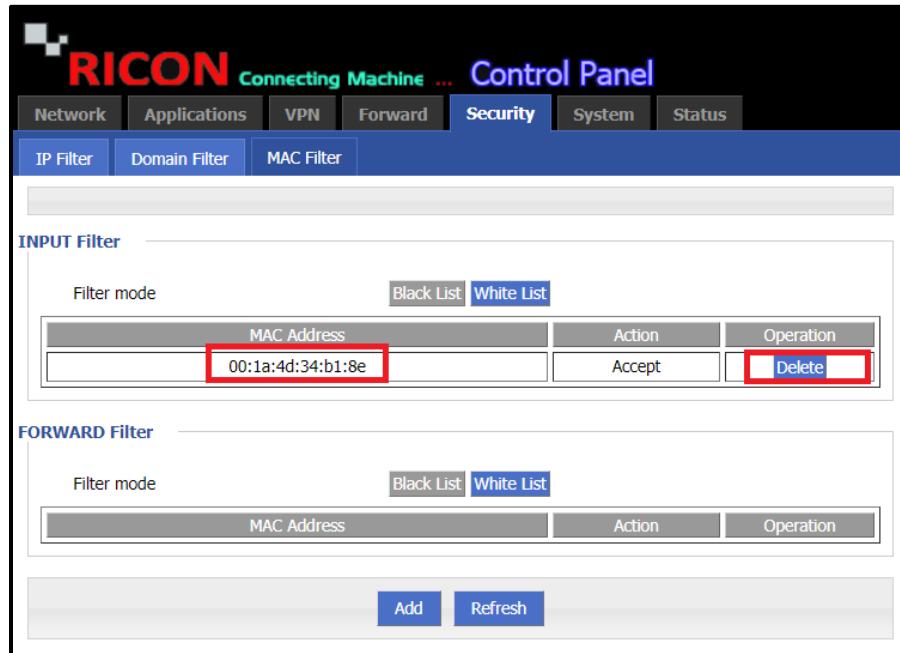 RICON Connecting Machine ... Control Panel
Network Applications VPN Forward Security System Status
IP Filter Domain Filter MAC Filter
INPUT Filter
Filter mode Black List White List
MAC Address Action Operation
00:1a:4d:34:b1:8e Accept Delete
FORWARD Filter
Filter mode Black List White List
MAC Address Action Operation
Add Refresh